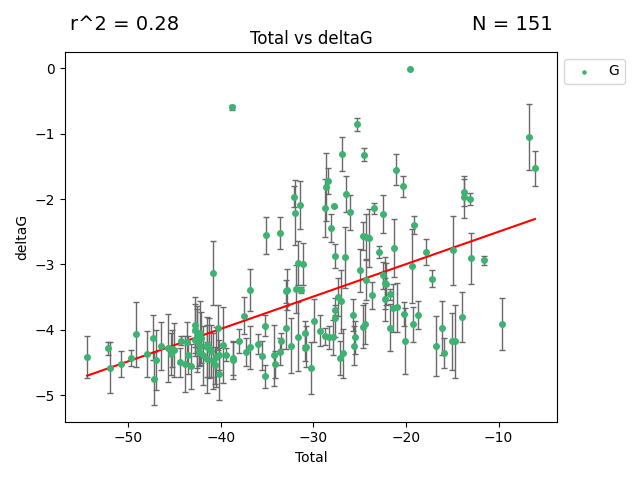 r^2 = 0.28
N = 151
Total vs deltaG
G
0
−1
−2
−3
−4
−5
deltaG
−50
−40
−30
−20
−10
Total